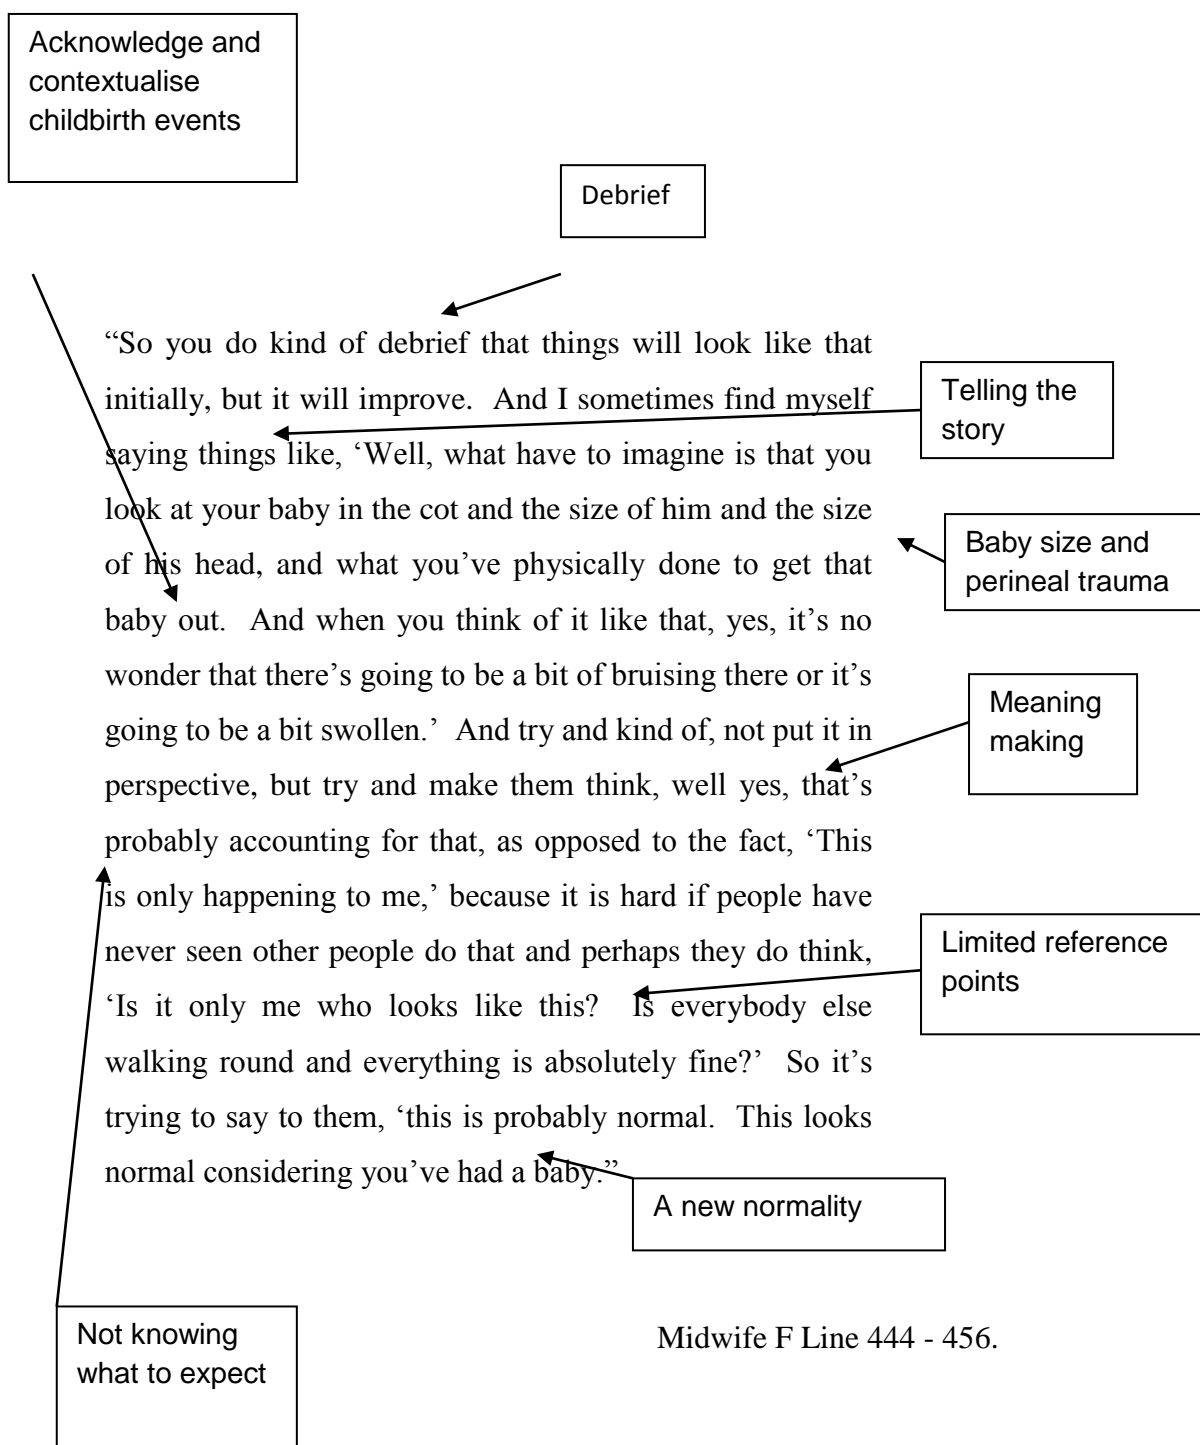 Acknowledge and
contextualise
childbirth events
Debrief
“So you do kind of debrief that things will look like that
initially, but it will improve.  And I sometimes find myself
saying things like, ‘Well, what have to imagine is that you
look at your baby in the cot and the size of him and the size
of his head, and what you’ve physically done to get that
baby out.  And when you think of it like that, yes, it’s no
wonder that there’s going to be a bit of bruising there or it’s
going to be a bit swollen.’  And try and kind of, not put it in
perspective, but try and make them think, well yes, that’s
probably accounting for that, as opposed to the fact, ‘This
is only happening to me,’ because it is hard if people have
never seen other people do that and perhaps they do think,
‘Is it only me who looks like this?  Is everybody else
walking round and everything is absolutely fine?’  So it’s
trying to say to them, ‘this is probably normal.  This looks
normal considering you’ve had a baby.”
Telling the
story
Baby size and
perineal trauma
Meaning
making
Limited reference
points
A new normality
Not knowing
what to expect
Midwife F Line 444 - 456.